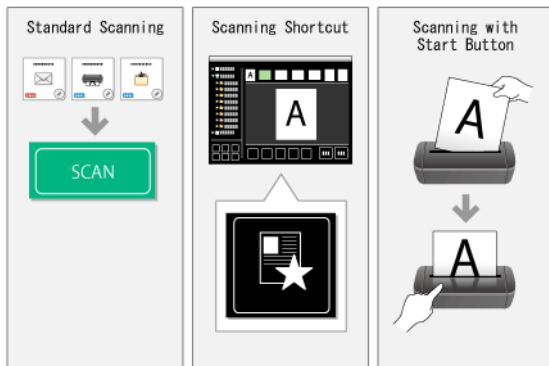 Standard Scanning
SCAN
Scanning Shortcut
A
A
Scanning with
Start Button
A
A